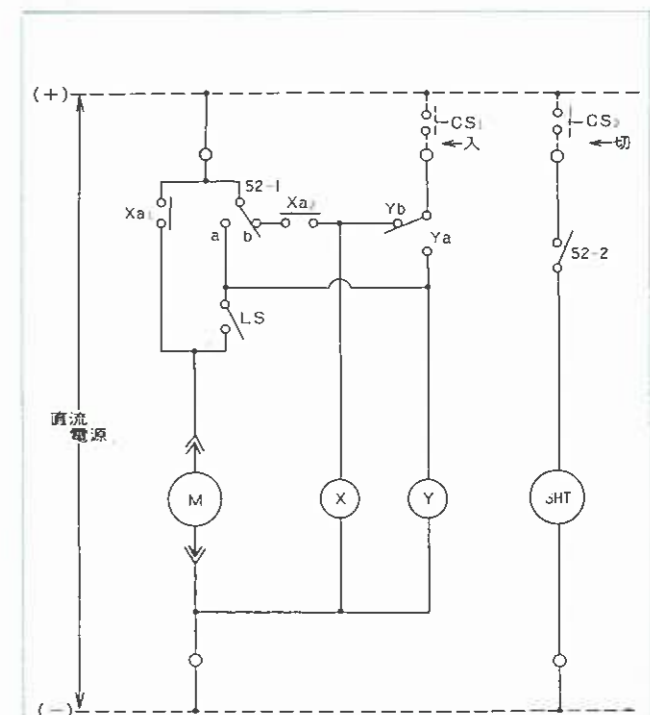 (+)
CS₁
CS₂
←入
←切
52-1
Xa₁
Xa₂
Yb
a
b
Ya
52-2
LS
直流
電源
M
X
Y
SHT
(-)